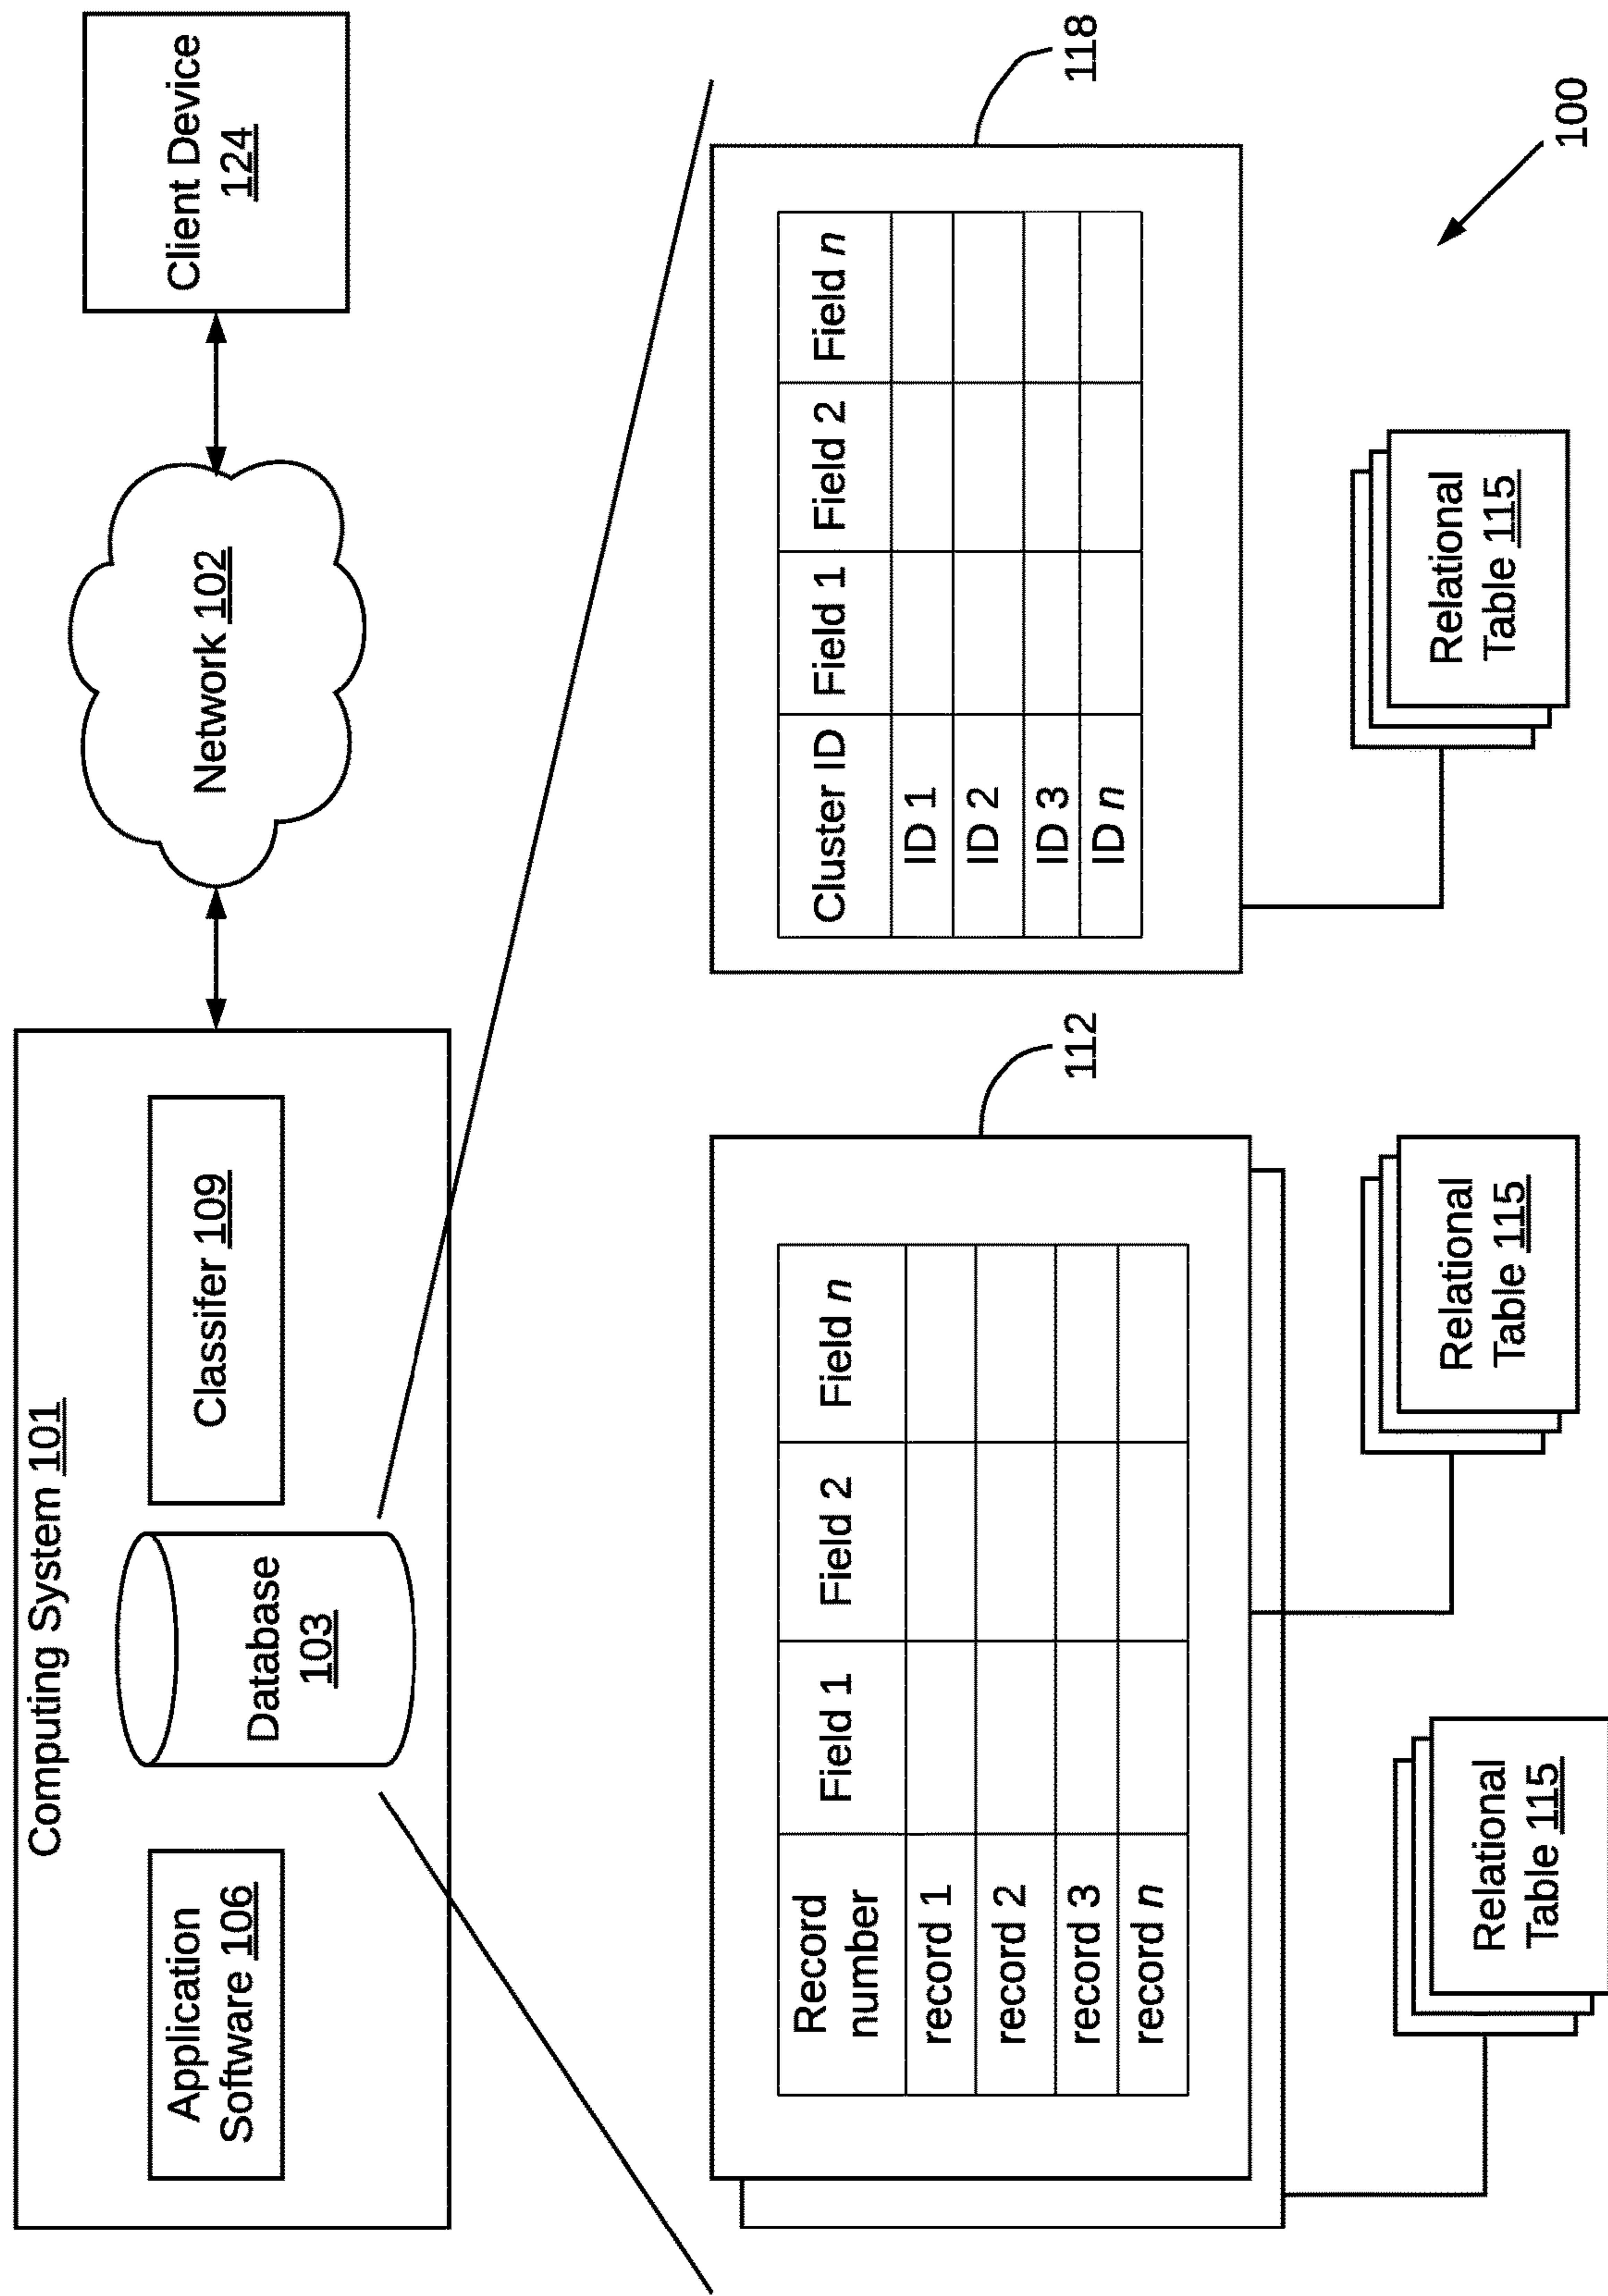 Computing System 101
Application
Software 106
Database
103
Classifer 109
Network 102
Client Device
124
Record
number
Field 1
Field 2
Field n
record 1
record 2
record 3
record n
112
Cluster ID
Field 1
Field 2
Field n
ID 1
ID 2
ID 3
ID n
118
Relational
Table 115
Relational
Table 115
Relational
Table 115
100